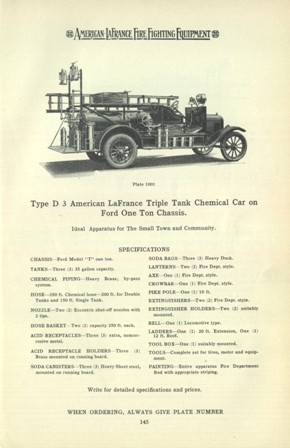 AMERICAN-LAFRANCE FIRE FIGHTING EQUIPMENT
Plate 1601
Type D 3 American LaFrance Triple Tank Chemical Car on
Ford One Ton Chassis.
Ideal Apparatus for The Small Town and Community.
SPECIFICATIONS
CHASSIS—Ford Model "T" one ton.
TANKS—Three (3) 35 gallon capacity.
CHEMICAL PIPING—Heavy Brass; by-pass
system.
HOSE—350 ft. Chemical hose—200 ft. for Double
Tanks and 150 ft. Single Tank.
NOZZLE—Two (2) Eccentric shut-off nozzles with
2 tips.
HOSE BASKET—Two (2) capacity 250 ft. each.
ACID RECEPTACLES—Three (3) extra, noncor-
rosive metal.
ACID RECEPTACLE HOLDERS—Three (3)
Brass mounted on running board.
SODA CANISTERS—Three (3) Heavy Sheet steel,
mounted on running board.
SODA BAGS—Three (3) Heavy Duck.
LANTERNS—Two (2) Fire Dept. style.
AXE—One (1) Fire Dept. style.
CROWBAR—One (1) Fire Dept. style.
PIKE POLE—One (1) ft.
EXTINGUISHERS—Two (2) Fire Dept. style.
EXTINGUISHER HOLDERS—Two (2) suitably
mounted.
BELL—One (1) Locomotive type.
LADDERS—One 20 ft. Extension, One (1)
12 ft. Roof.
TOOL BOX—One (1) suitably mounted.
TOOLS—Complete set for tires, motor and equip-
ment.
PAINTING—Entire apparatus Fire Department
Red with appropriate striping.
Write for detailed specifications and prices.
WHEN ORDERING, ALWAYS GIVE PLATE NUMBER
145